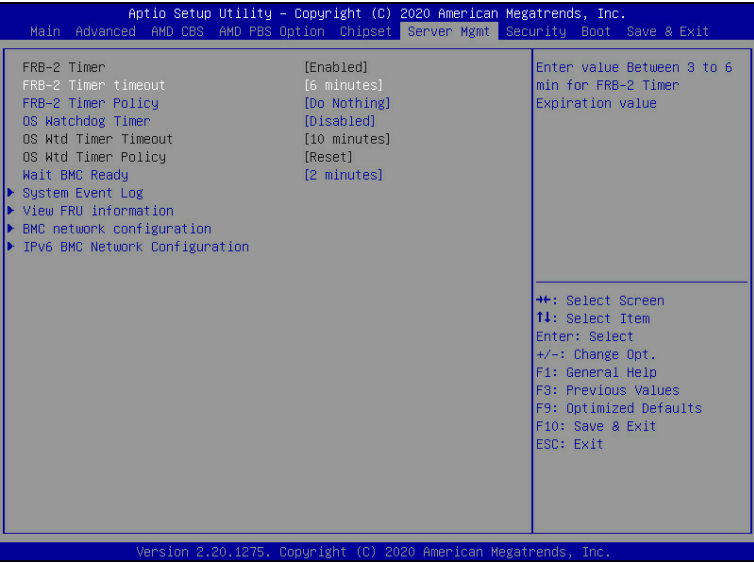 Aptio Setup Utility – Copyright (C) 2020 American Megatrends, Inc.
Main Advanced AMD CBS AMD PBS Option Chipset Server Mgmt Security Boot Save & Exit
FRB-2 Timer [Enabled]
FRB-2 Timer timeout [6 minutes]
FRB-2 Timer Policy [Do Nothing]
OS Watchdog Timer [Disabled]
OS Wtd Timer Timeout [10 minutes]
OS Wtd Timer Policy [Reset]
Wait BMC Ready [2 minutes]
System Event Log
View FRU information
BMC network configuration
IPv6 BMC Network Configuration
Enter value Between 3 to 6
min for FRB-2 Timer
Expiration value
→←: Select Screen
↑↓: Select Item
Enter: Select
+/-: Change Opt.
F1: General Help
F3: Previous Values
F9: Optimized Defaults
F10: Save & Exit
ESC: Exit
Version 2.20.1275. Copyright (C) 2020 American Megatrends, Inc.